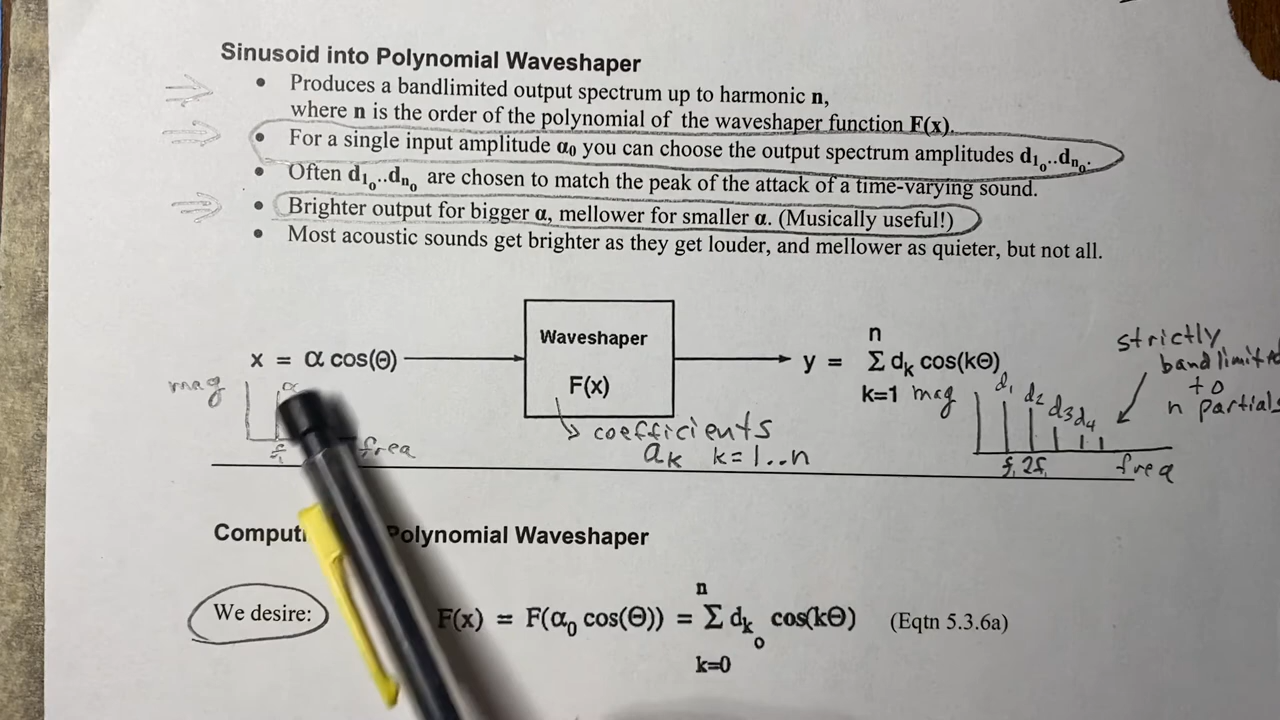 Sinusoid into Polynomial Waveshaper
• Produces a bandlimited output spectrum up to harmonic n,
where n is the order of the polynomial of the waveshaper function F(x).
• For a single input amplitude α₀ you can choose the output spectrum amplitudes d₁₀..dₙ₀.
• Often d₁₀..dₙ₀ are chosen to match the peak of the attack of a time-varying sound.
• Brighter output for bigger α, mellower for smaller α. (Musically useful!)
• Most acoustic sounds get brighter as they get louder, and mellower as quieter, but not all.
x = α cos(Θ)
Waveshaper
F(x)
n
y = Σ dₖ cos(kΘ)
k=1
strictly
bandlimited
to
n partials
mag
α
f₁
freq
coefficients
aₖ k=1..n
mag
d₁ d₂ d₃ d₄
f₁ 2f₁
freq
Polynomial Waveshaper
We desire:
n
F(x) = F(α₀ cos(Θ)) = Σ dₖ₀ cos(kΘ) (Eqtn 5.3.6a)
k=0